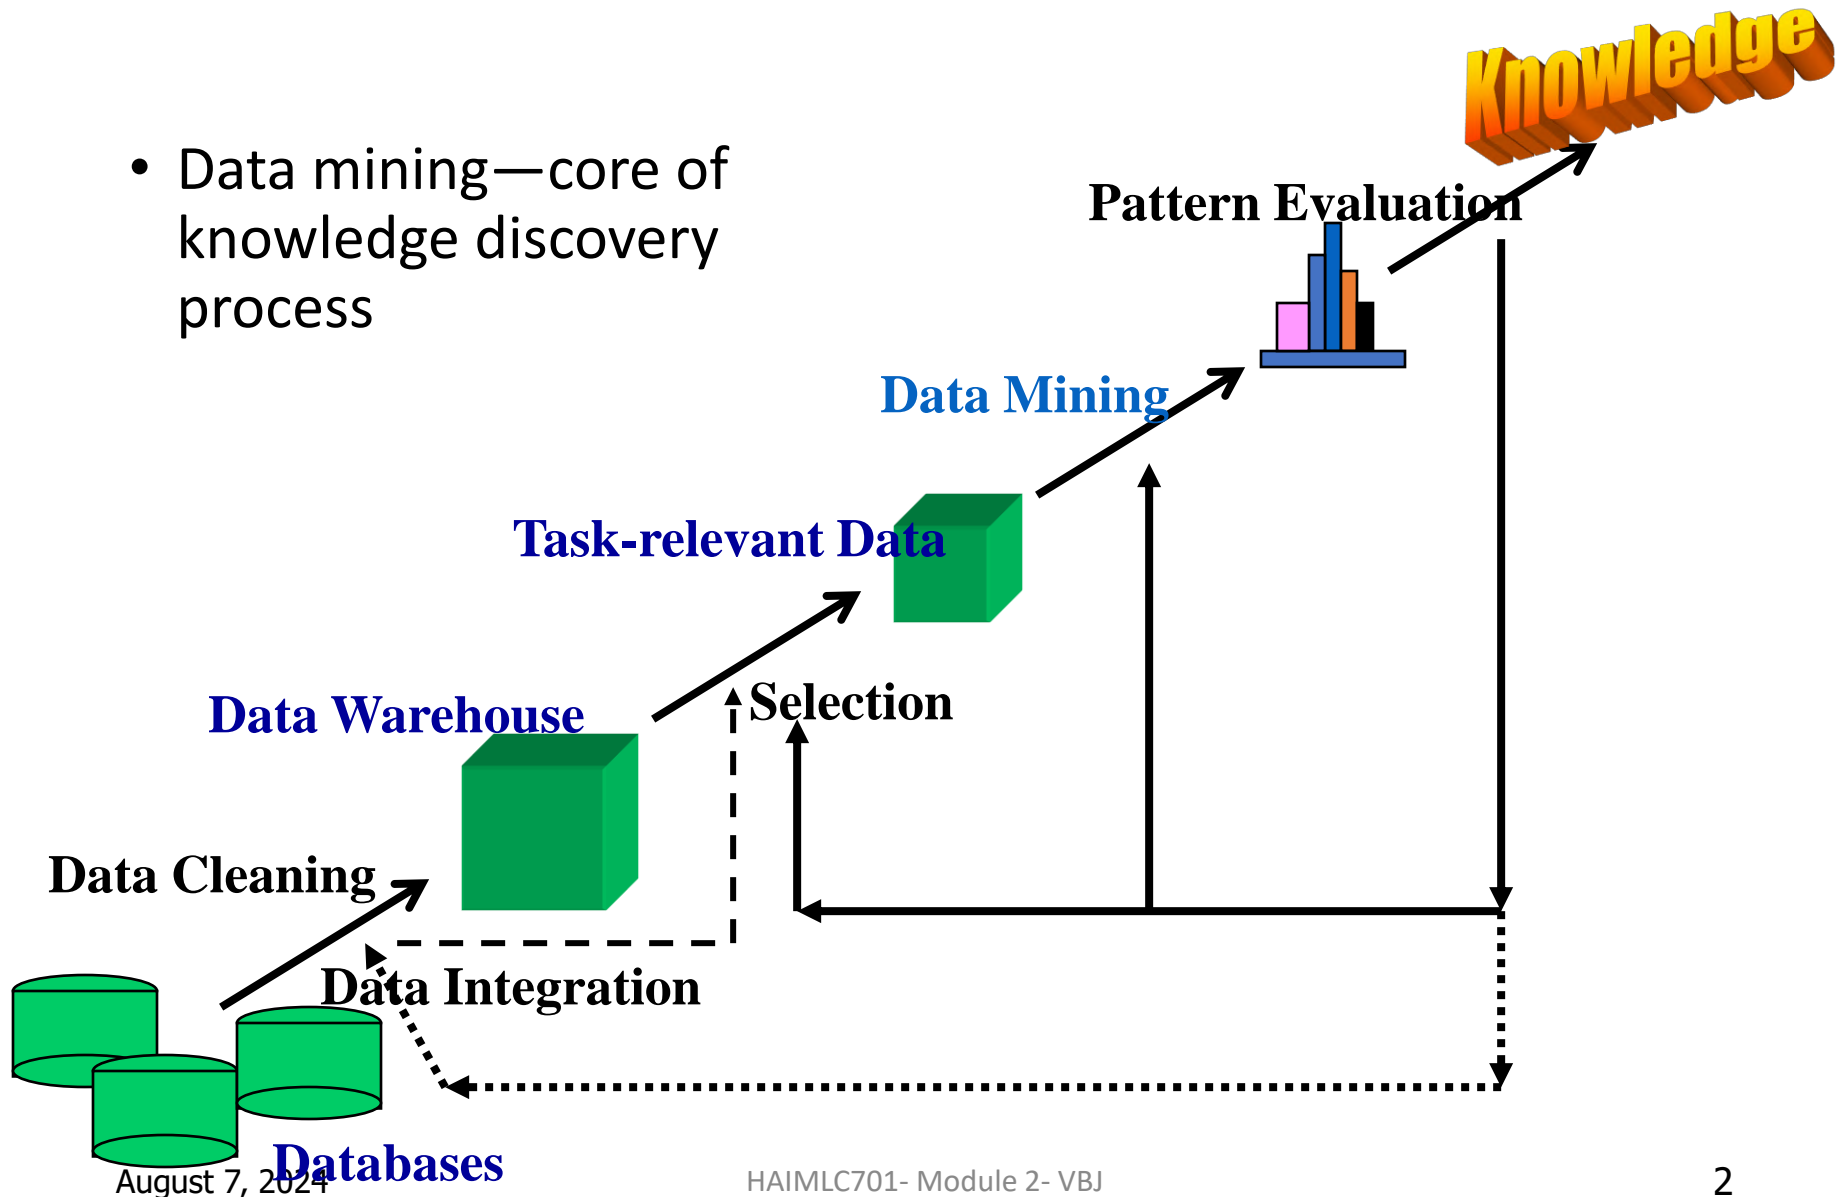 Knowledge
• Data mining—core of
knowledge discovery
process
Pattern Evaluation
Data Mining
Task-relevant Data
Selection
Data Warehouse
Data Cleaning
Data Integration
Databases
August 7, 2024
HAIMLC701- Module 2- VBJ
2